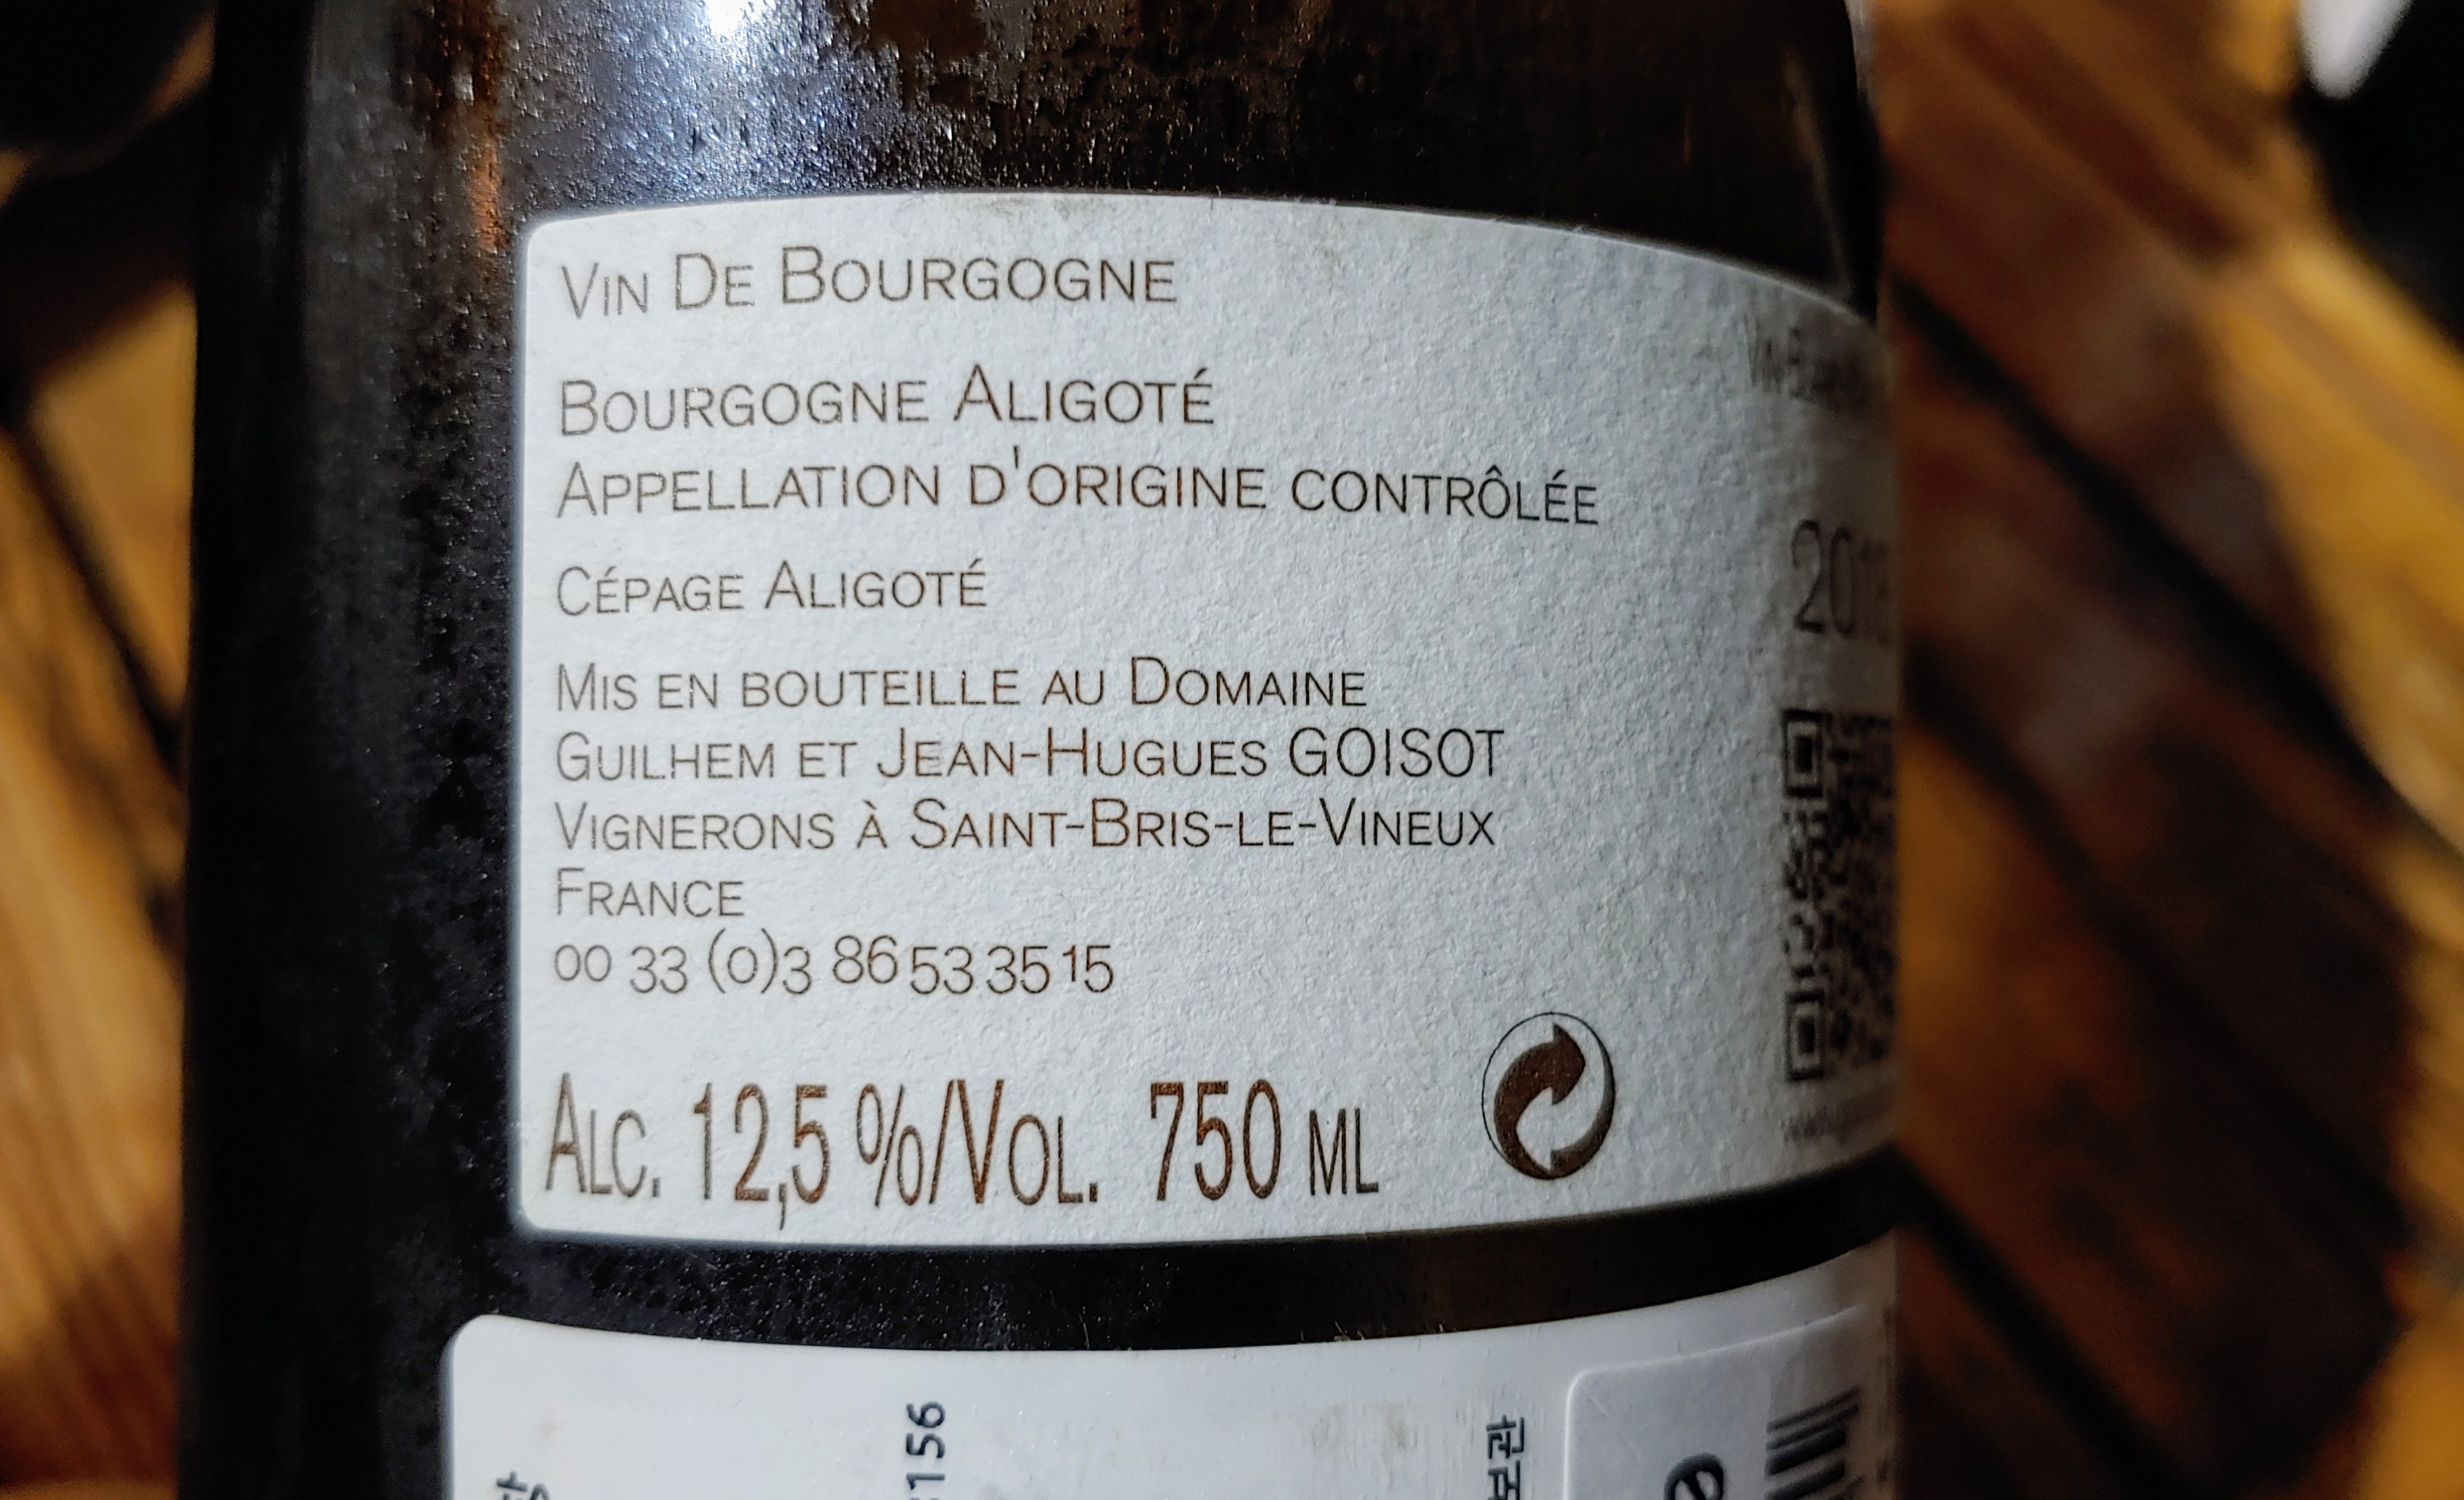 Vin De Bourgogne
Bourgogne Aligoté
Appellation d'origine contrôlée
Cépage Aligoté
Mis en bouteille au Domaine
Guilhem et Jean-Hugues GOISOT
Vignerons à Saint-Bris-le-Vineux
France
00 33 (0)3 86 53 35 15
Alc. 12,5 %/Vol. 750 ml
156